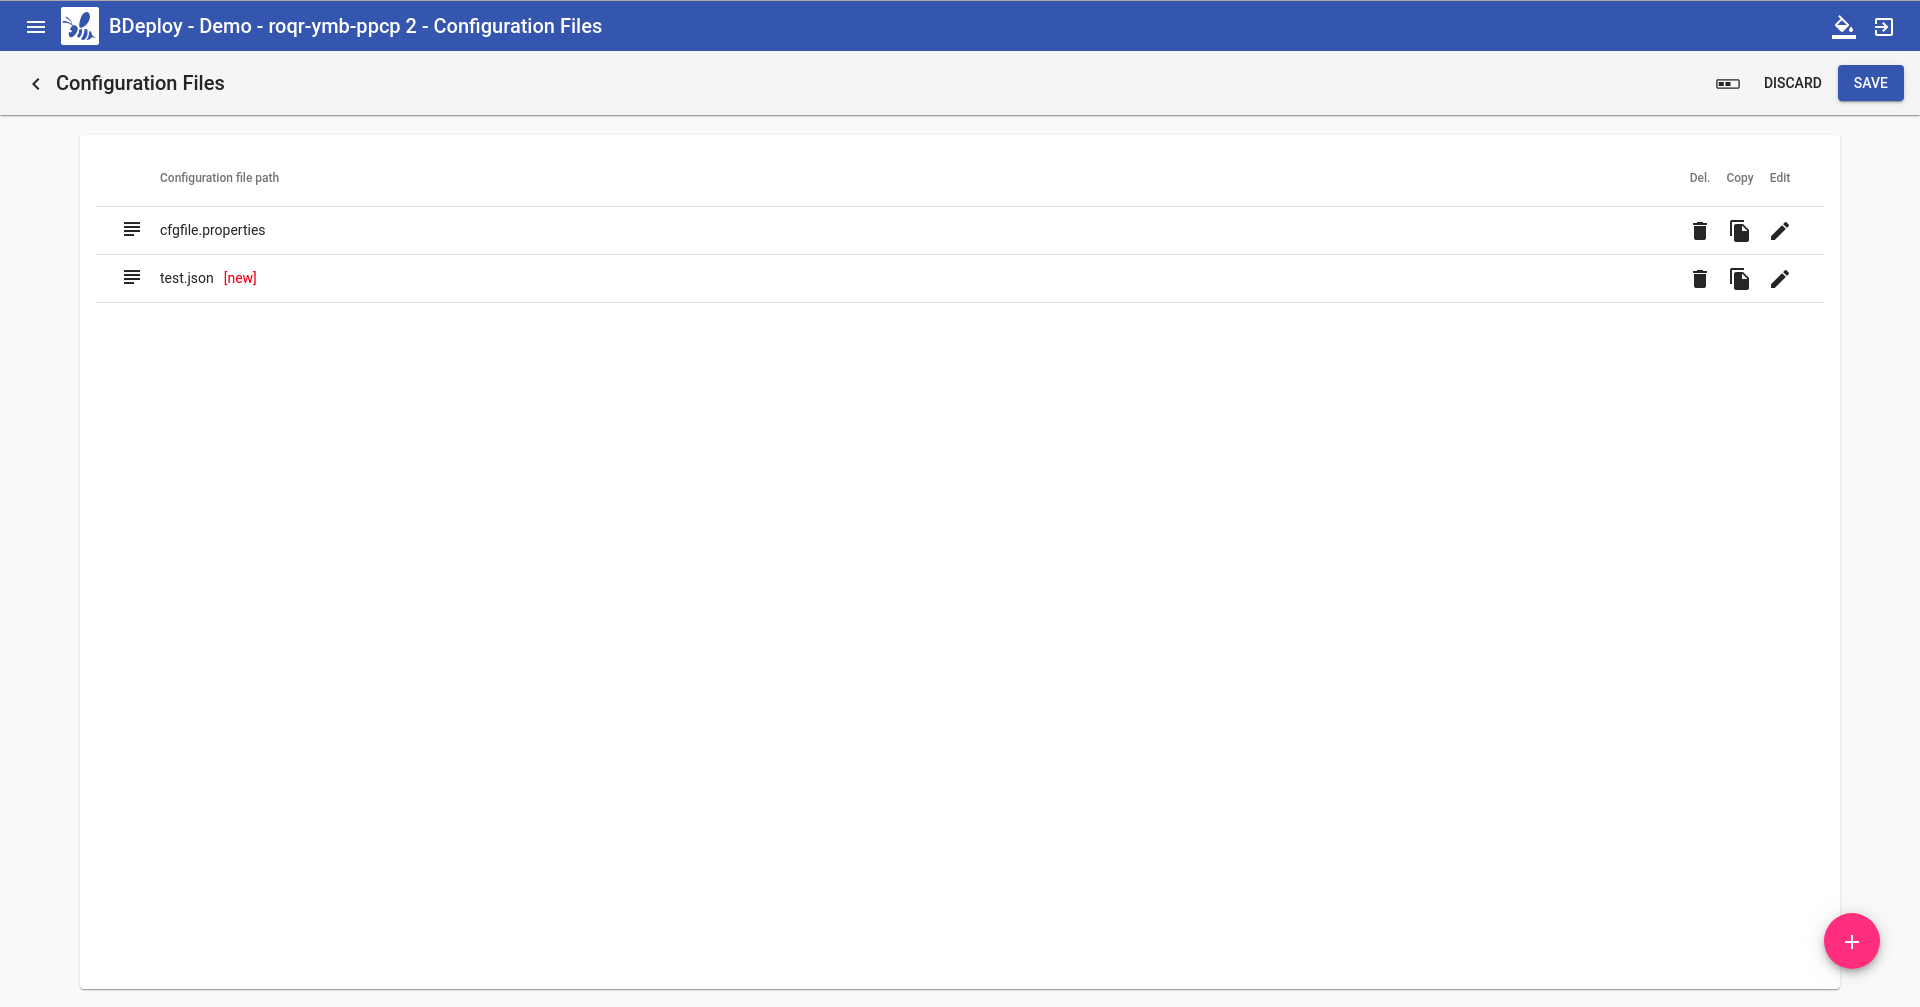 BDeploy - Demo - roqr-ymb-ppcp 2 - Configuration Files
Configuration Files
DISCARD
SAVE
Configuration file path
Del.
Copy
Edit
cfgfile.properties
test.json [new]